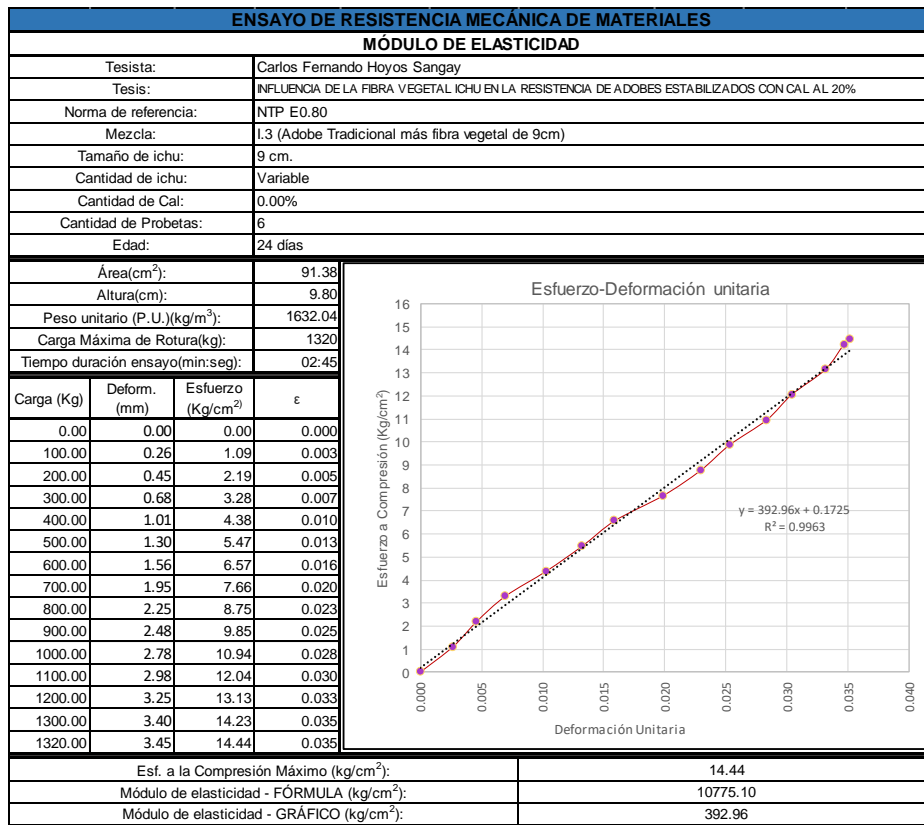 ENSAYO DE RESISTENCIA MECÁNICA DE MATERIALES
MÓDULO DE ELASTICIDAD
Tesista: Carlos Fernando Hoyos Sangay
Tesis: INFLUENCIA DE LA FIBRA VEGETAL ICHU EN LA RESISTENCIA DE ADOBES ESTABILIZADOS CON CAL AL 20%
Norma de referencia: NTP E0.80
Mezcla: I.3 (Adobe Tradicional más fibra vegetal de 9cm)
Tamaño de ichu: 9 cm.
Cantidad de ichu: Variable
Cantidad de Cal: 0.00%
Cantidad de Probetas: 6
Edad: 24 días
Área(cm²): 91.38
Altura(cm): 9.80
Peso unitario (P.U.)(kg/m³): 1632.04
Carga Máxima de Rotura(kg): 1320
Tiempo duración ensayo(min:seg): 02:45
Carga (Kg) Deform. (mm) Esfuerzo (Kg/cm²) ε
0.00 0.00 0.00 0.000
100.00 0.26 1.09 0.003
200.00 0.45 2.19 0.005
300.00 0.68 3.28 0.007
400.00 1.01 4.38 0.010
500.00 1.30 5.47 0.013
600.00 1.56 6.57 0.016
700.00 1.95 7.66 0.020
800.00 2.25 8.75 0.023
900.00 2.48 9.85 0.025
1000.00 2.78 10.94 0.028
1100.00 2.98 12.04 0.030
1200.00 3.25 13.13 0.033
1300.00 3.40 14.23 0.035
1320.00 3.45 14.44 0.035
Esfuerzo-Deformación unitaria
Esfuerzo a Compresión (Kg/cm²)
16
15
14
13
12
11
10
9
8
7
6
5
4
3
2
1
0
y = 392.96x + 0.1725
R² = 0.9963
0.000 0.005 0.010 0.015 0.020 0.025 0.030 0.035 0.040
Deformación Unitaria
Esf. a la Compresión Máximo (kg/cm²): 14.44
Módulo de elasticidad - FÓRMULA (kg/cm²): 10775.10
Módulo de elasticidad - GRÁFICO (kg/cm²): 392.96